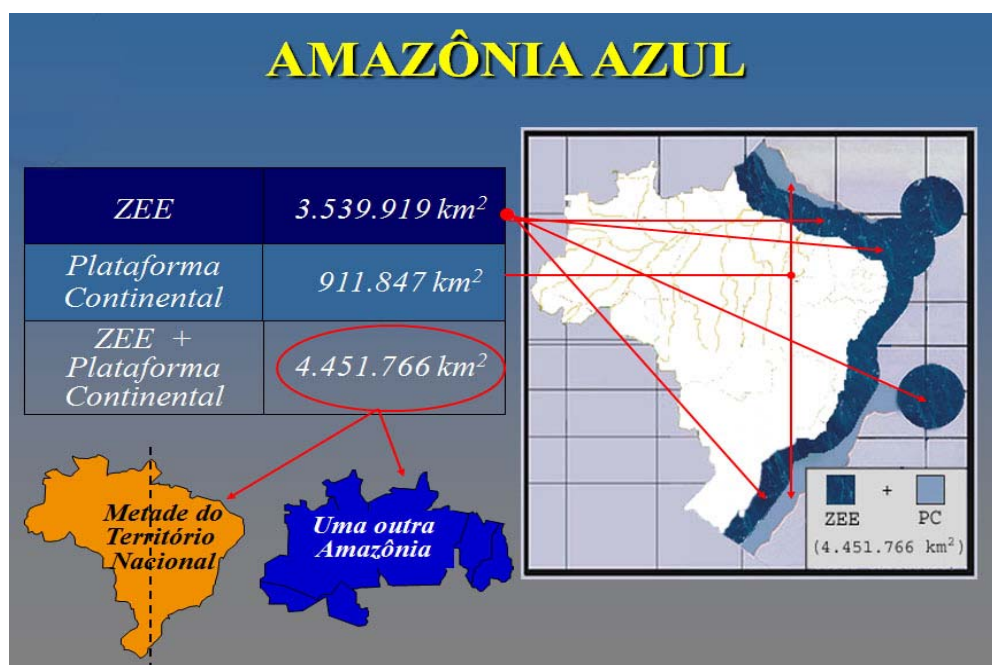 AMAZÔNIA AZUL
ZEE
3.539.919 km²
Plataforma
Continental
911.847 km²
ZEE +
Plataforma
Continental
4.451.766 km²
Metade do
Território
Nacional
Uma outra
Amazônia
+
ZEE PC
(4.451.766 km²)